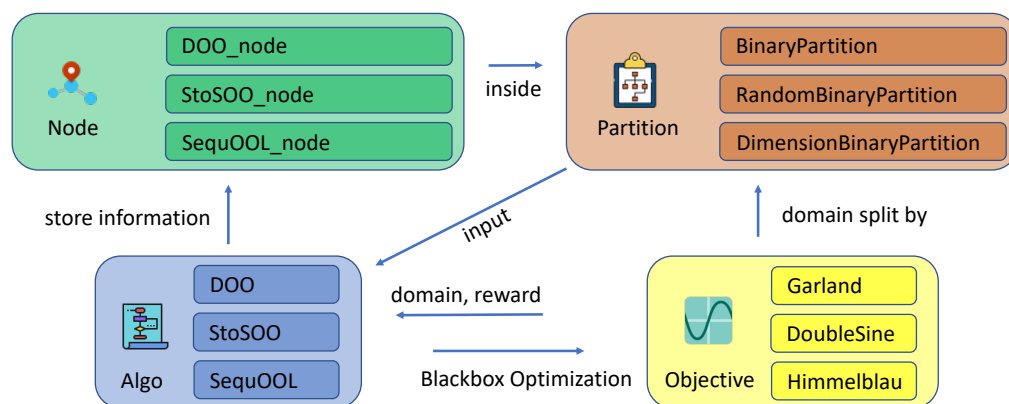 DOO_node
StoSOO_node
SequOOL_node
Node
inside
BinaryPartition
RandomBinaryPartition
DimensionBinaryPartition
Partition
store information
input
domain split by
DOO
StoSOO
SequOOL
Algo
domain, reward
Blackbox Optimization
Garland
DoubleSine
Himmelblau
Objective